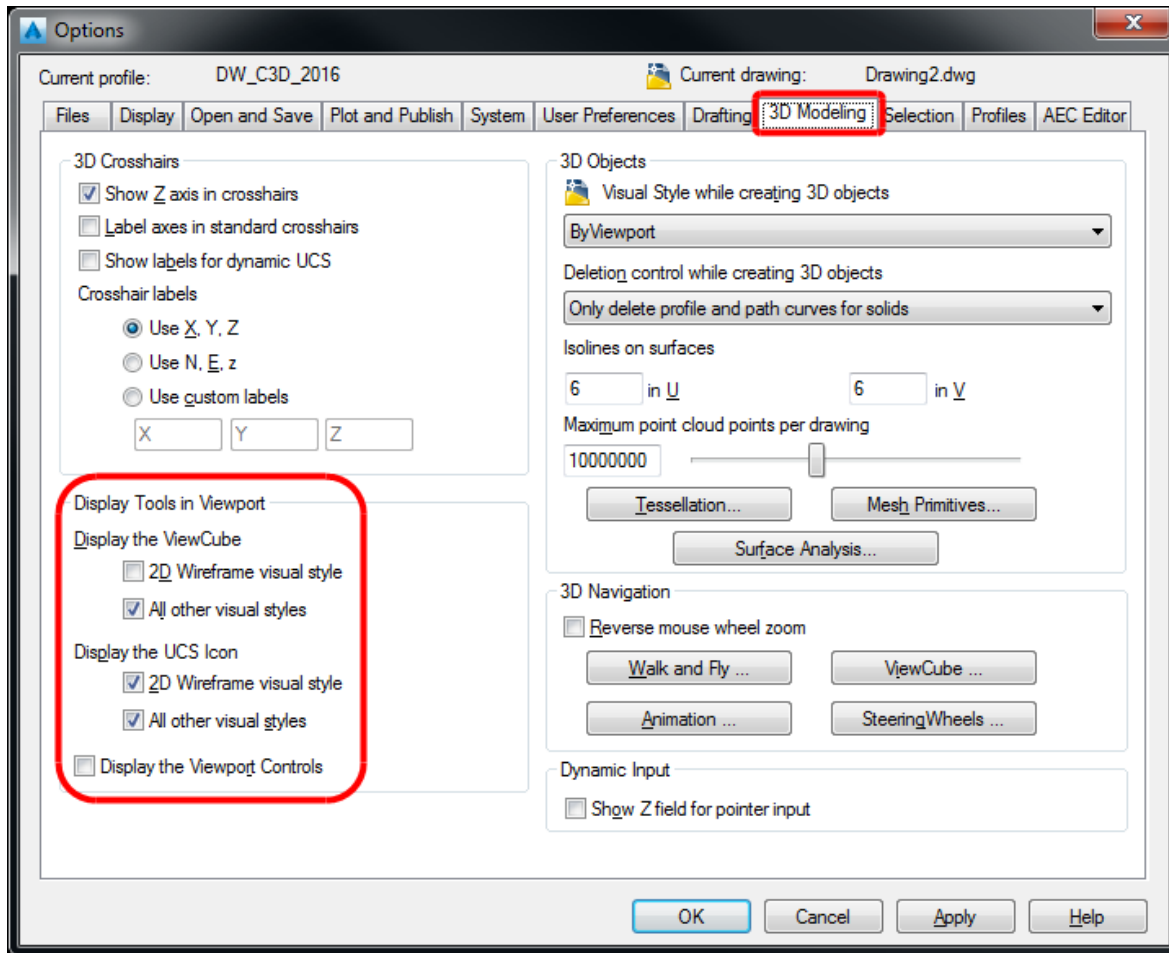 Options
Current profile: DW_C3D_2016 Current drawing: Drawing2.dwg
Files Display Open and Save Plot and Publish System User Preferences Drafting 3D Modeling Selection Profiles AEC Editor
3D Crosshairs
Show Z axis in crosshairs
Label axes in standard crosshairs
Show labels for dynamic UCS
Crosshair labels
Use X, Y, Z
Use N, E, z
Use custom labels
X Y Z
Display Tools in Viewport
Display the ViewCube
2D Wireframe visual style
All other visual styles
Display the UCS Icon
2D Wireframe visual style
All other visual styles
Display the Viewport Controls
3D Objects
Visual Style while creating 3D objects
ByViewport
Deletion control while creating 3D objects
Only delete profile and path curves for solids
Isolines on surfaces
6 in U 6 in V
Maximum point cloud points per drawing
10000000
Tessellation... Mesh Primitives...
Surface Analysis...
3D Navigation
Reverse mouse wheel zoom
Walk and Fly ... ViewCube ...
Animation ... SteeringWheels ...
Dynamic Input
Show Z field for pointer input
OK Cancel Apply Help